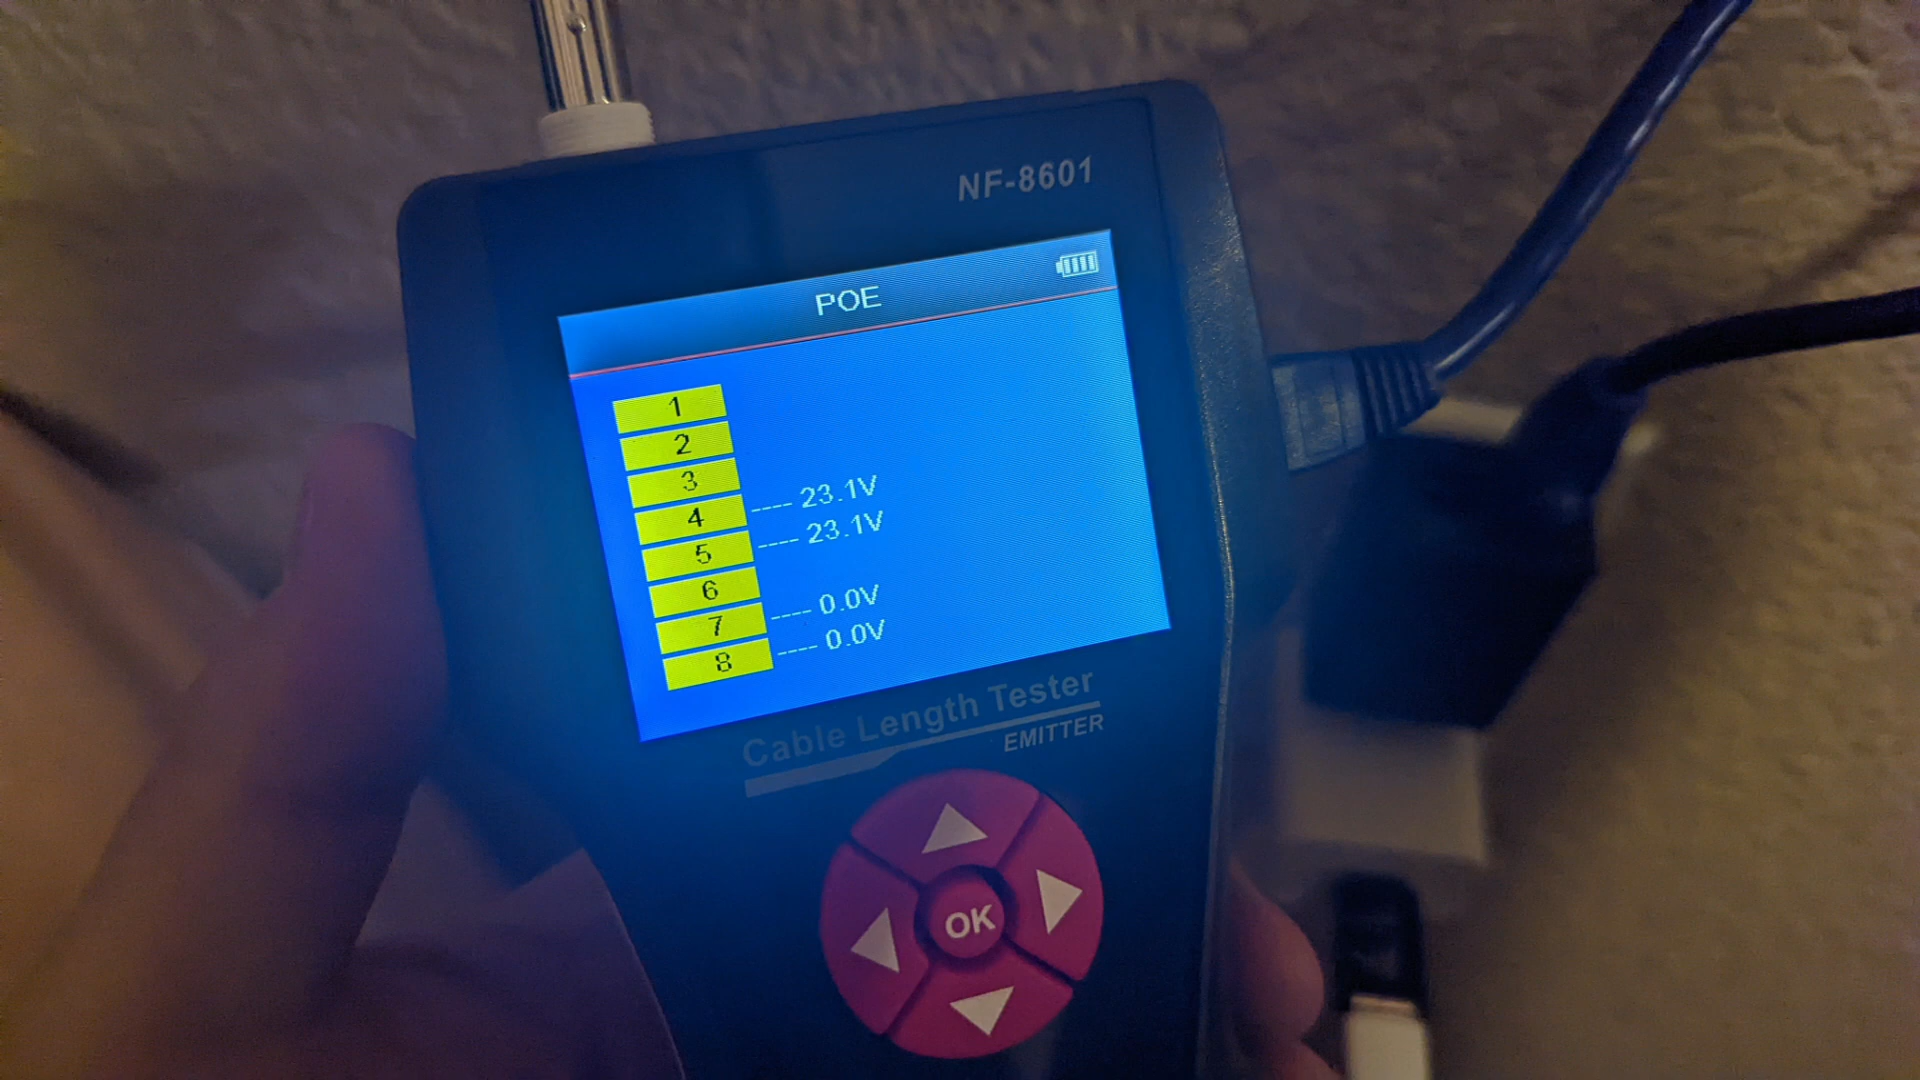 NF-8601
POE
1
2
3
4 ---- 23.1V
5 ---- 23.1V
6
7 ---- 0.0V
8 ---- 0.0V
Cable Length Tester
EMITTER
OK